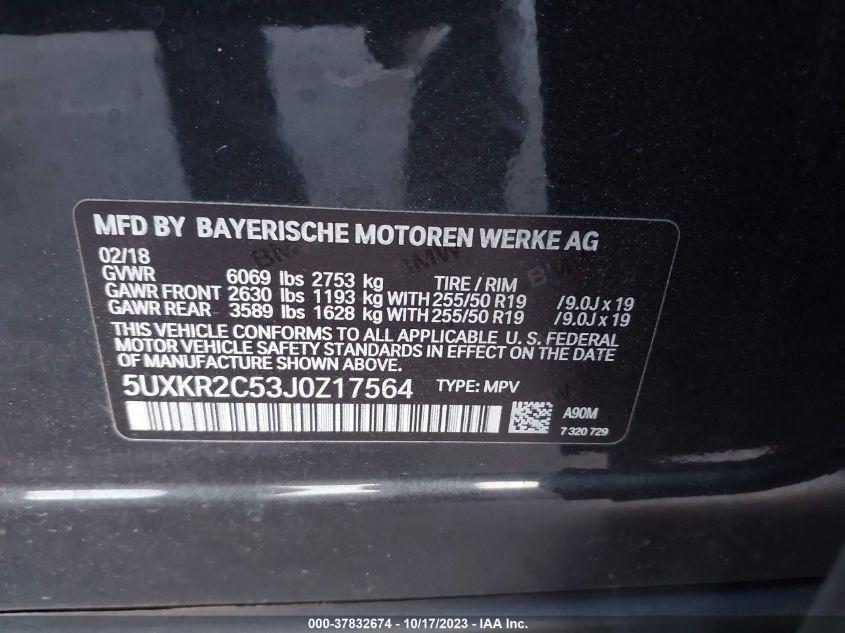 MFD BY BAYERISCHE MOTOREN WERKE AG
02/18
GVWR 6069 lbs 2753 kg TIRE / RIM
GAWR FRONT 2630 lbs 1193 kg WITH 255/50 R19 /9.0J x 19
GAWR REAR 3589 lbs 1628 kg WITH 255/50 R19 /9.0J x 19
THIS VEHICLE CONFORMS TO ALL APPLICABLE U. S. FEDERAL
MOTOR VEHICLE SAFETY STANDARDS IN EFFECT ON THE DATE
OF MANUFACTURE SHOWN ABOVE.
5UXKR2C53J0Z17564 TYPE: MPV
A90M
7 320 729
BMW
BMW
000-37832674 - 10/17/2023 - IAA Inc.